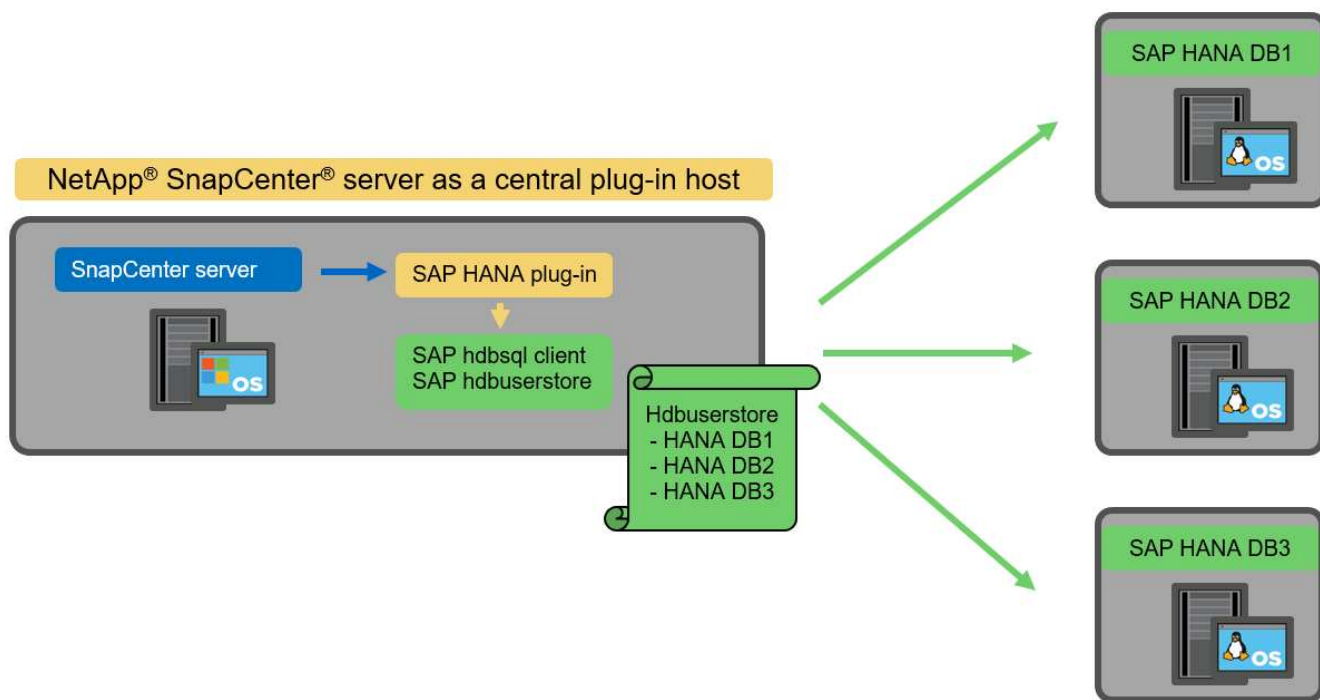 NetApp® SnapCenter® server as a central plug-in host
SnapCenter server
SAP HANA plug-in
OS
SAP hdbsql client
SAP hdbuserstore
Hdbuserstore
- HANA DB1
- HANA DB2
- HANA DB3
SAP HANA DB1
OS
SAP HANA DB2
OS
SAP HANA DB3
OS